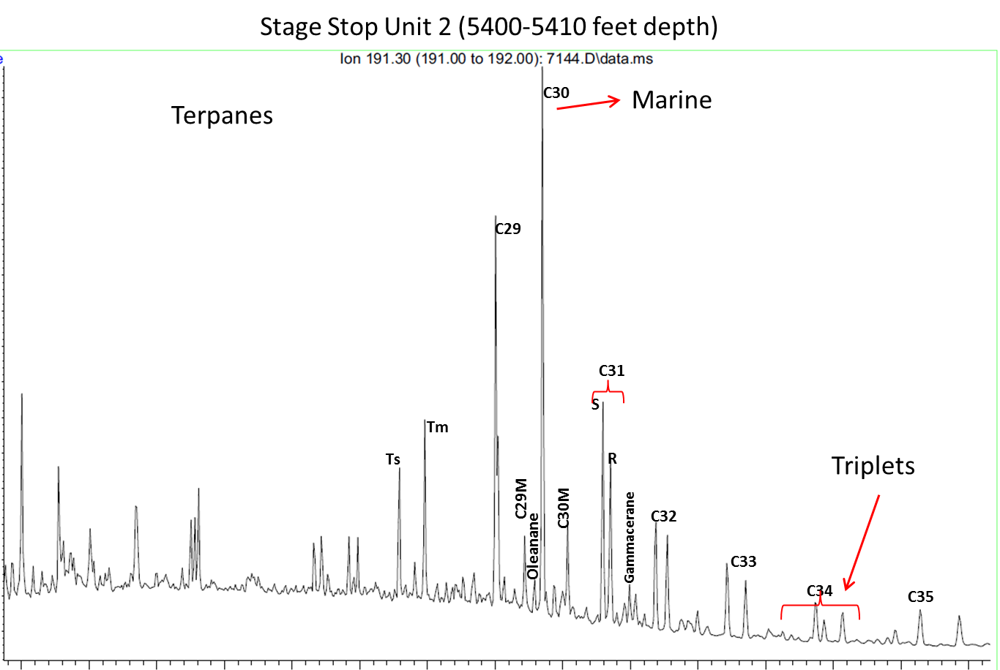 Stage Stop Unit 2 (5400-5410 feet depth)
e
Ion 191.30 (191.00 to 192.00): 7144.D\data.ms
C30
Marine
Terpanes
C29
C31
S
Tm
Ts
R
Triplets
C29M
Oleanane
C30M
Gammacerane
C32
C33
C34
C35